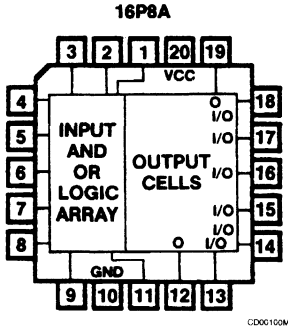 16P8A
3 2 1 20 19
VCC
4 O 18
I/O
5 INPUT I/O 17
AND
OR OUTPUT
6 LOGIC CELLS I/O 16
ARRAY
7 I/O 15
I/O
8 O I/O 14
GND
9 10 11 12 13
CD00100M